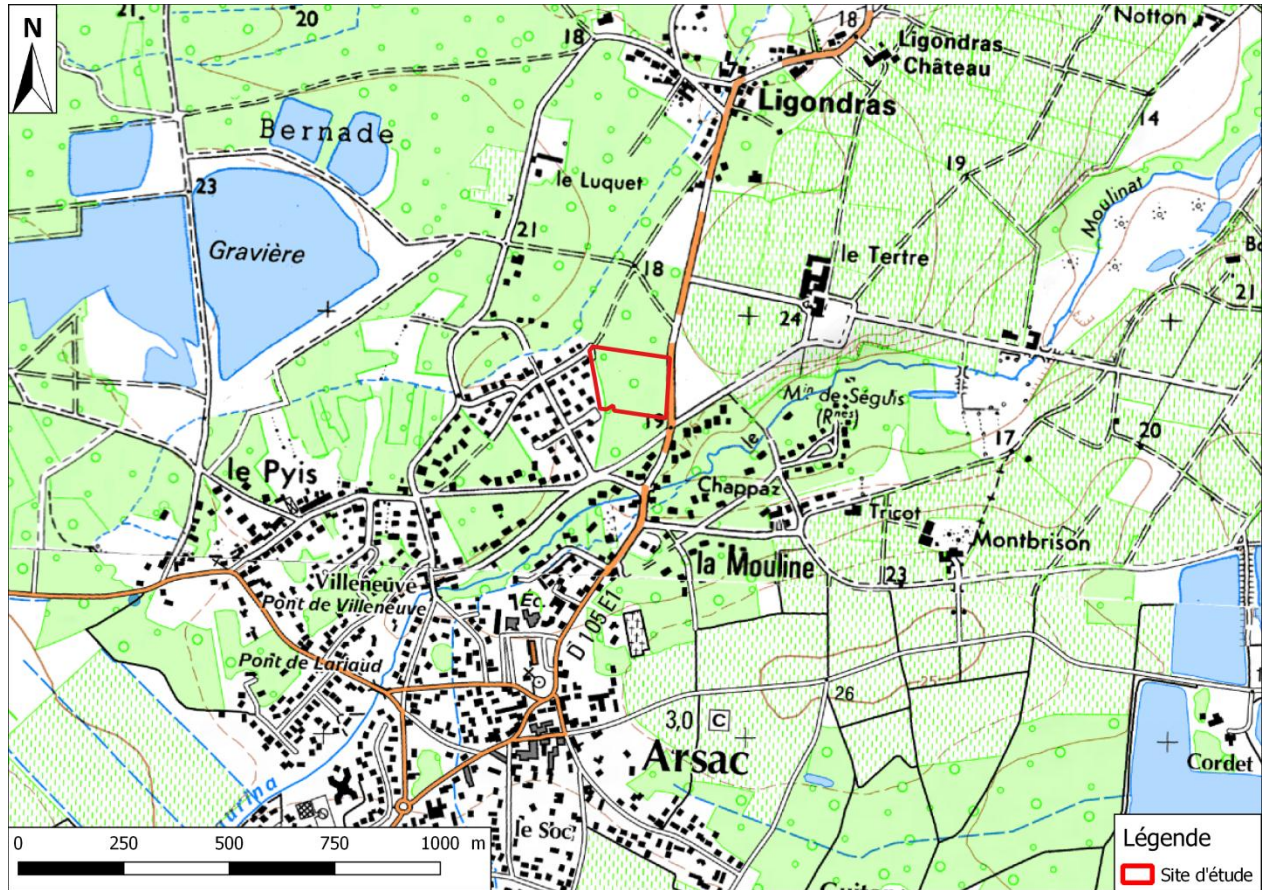 N
21
20
18
18
Notton
Ligondras
Château
Ligondras
Bernade
14
23
le Luquet
19
Moulinat
Gravière
21
18
le Tertre
24
21
Mⁱⁿ de Séguis
(Rⁿᵉˢ)
19
le
17
20
le Pyis
Chappaz
Tricot
Montbrison
la Mouline
23
Villeneuve
Pont de Villeneuve
Éc.
D 105 E1
Pont de Lariaud
25
26
3,0
C
Arsac
Cordet
urina
le Soc
0 250 500 750 1000 m
Légende
Site d'étude